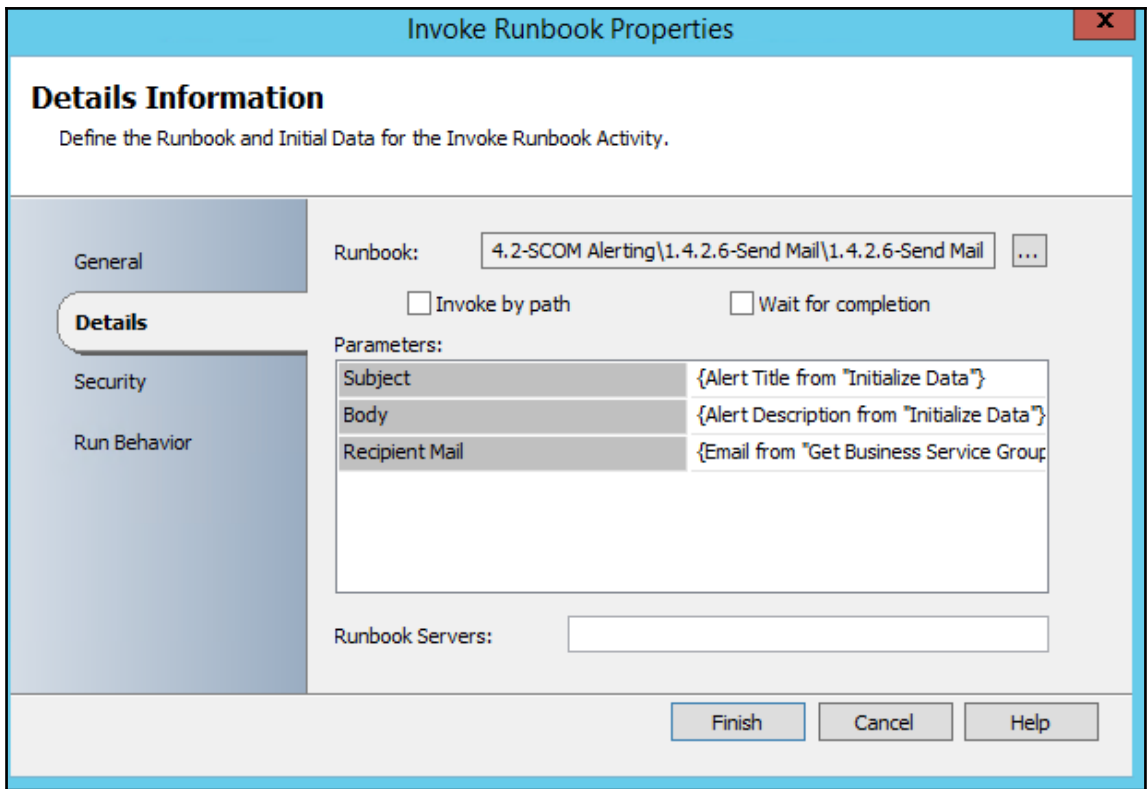 Invoke Runbook Properties
x
Details Information
Define the Runbook and Initial Data for the Invoke Runbook Activity.
General
Details
Security
Run Behavior
Runbook: 4.2-SCOM Alerting\1.4.2.6-Send Mail\1.4.2.6-Send Mail ...
Invoke by path Wait for completion
Parameters:
Subject {Alert Title from "Initialize Data"}
Body {Alert Description from "Initialize Data"}
Recipient Mail {Email from "Get Business Service Group
Runbook Servers:
Finish Cancel Help